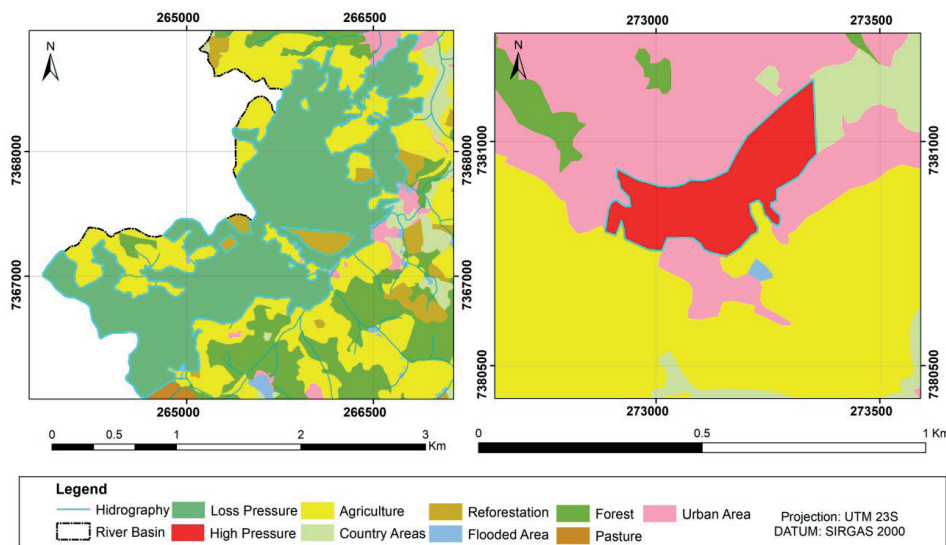 265000 266500 273000 273500
N
N
7388000 7388000 7381000 7381000
7367000 7367000
7380500 7380500
265000 266500 273000 273500
0 0.5 1 2 3
Km
0 0.5 1 Km
Legend
Hidrography Loss Pressure Agriculture Reforestation Forest Urban Area
River Basin High Pressure Country Areas Flooded Area Pasture
Projection: UTM 23S
DATUM: SIRGAS 2000